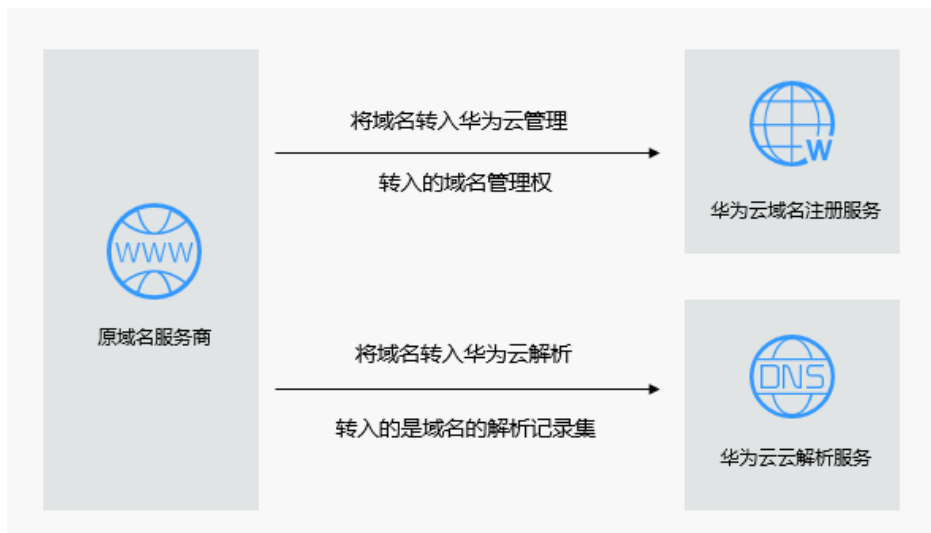 将域名转入华为云管理
转入的域名管理权
W
华为云域名注册服务
WWW
原域名服务商
将域名转入华为云解析
转入的是域名的解析记录集
DNS
华为云云解析服务